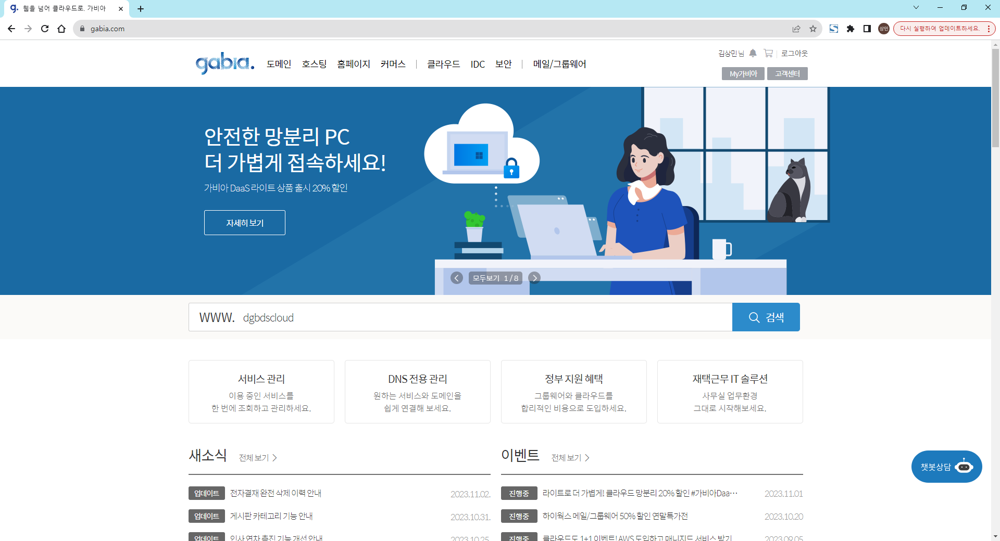 g. 웹을 넘어 클라우드로. 가비아
gabia.com
상민
다시 실행하여 업데이트하세요.
gabia.
도메인 호스팅 홈페이지 커머스 | 클라우드 IDC 보안 | 메일/그룹웨어
김상민 님 로그아웃
My가비아 고객센터
안전한 망분리 PC
더 가볍게 접속하세요!
가비아 DaaS 라이트 상품 출시 20% 할인
자세히 보기
모두보기 1 / 8
WWW. dgbdscloud
검색
서비스 관리
이용 중인 서비스를
한 번에 조회하고 관리하세요.
DNS 전용 관리
원하는 서비스와 도메인을
쉽게 연결해 보세요.
정부 지원 혜택
그룹웨어와 클라우드를
합리적인 비용으로 도입하세요.
재택근무 IT 솔루션
사무실 업무환경
그대로 시작해보세요.
새소식 전체 보기
업데이트 전자결재 완전 삭제 이력 안내 2023.11.02.
업데이트 게시판 카테고리 기능 안내 2023.10.31.
업데이트 인사 연차 촉진 기능 개선 안내 2023.10.25.
이벤트 전체 보기
진행중 라이트로 더 가볍게! 클라우드 망분리 20% 할인 #가비아Daa… 2023.11.01
진행중 하이웍스 메일/그룹웨어 50% 할인 연말특가전 2023.10.20
진행중 클라우드도 1+1 이벤트! AWS 도입하고 매니지드 서비스 받기 2023.09.05
챗봇상담